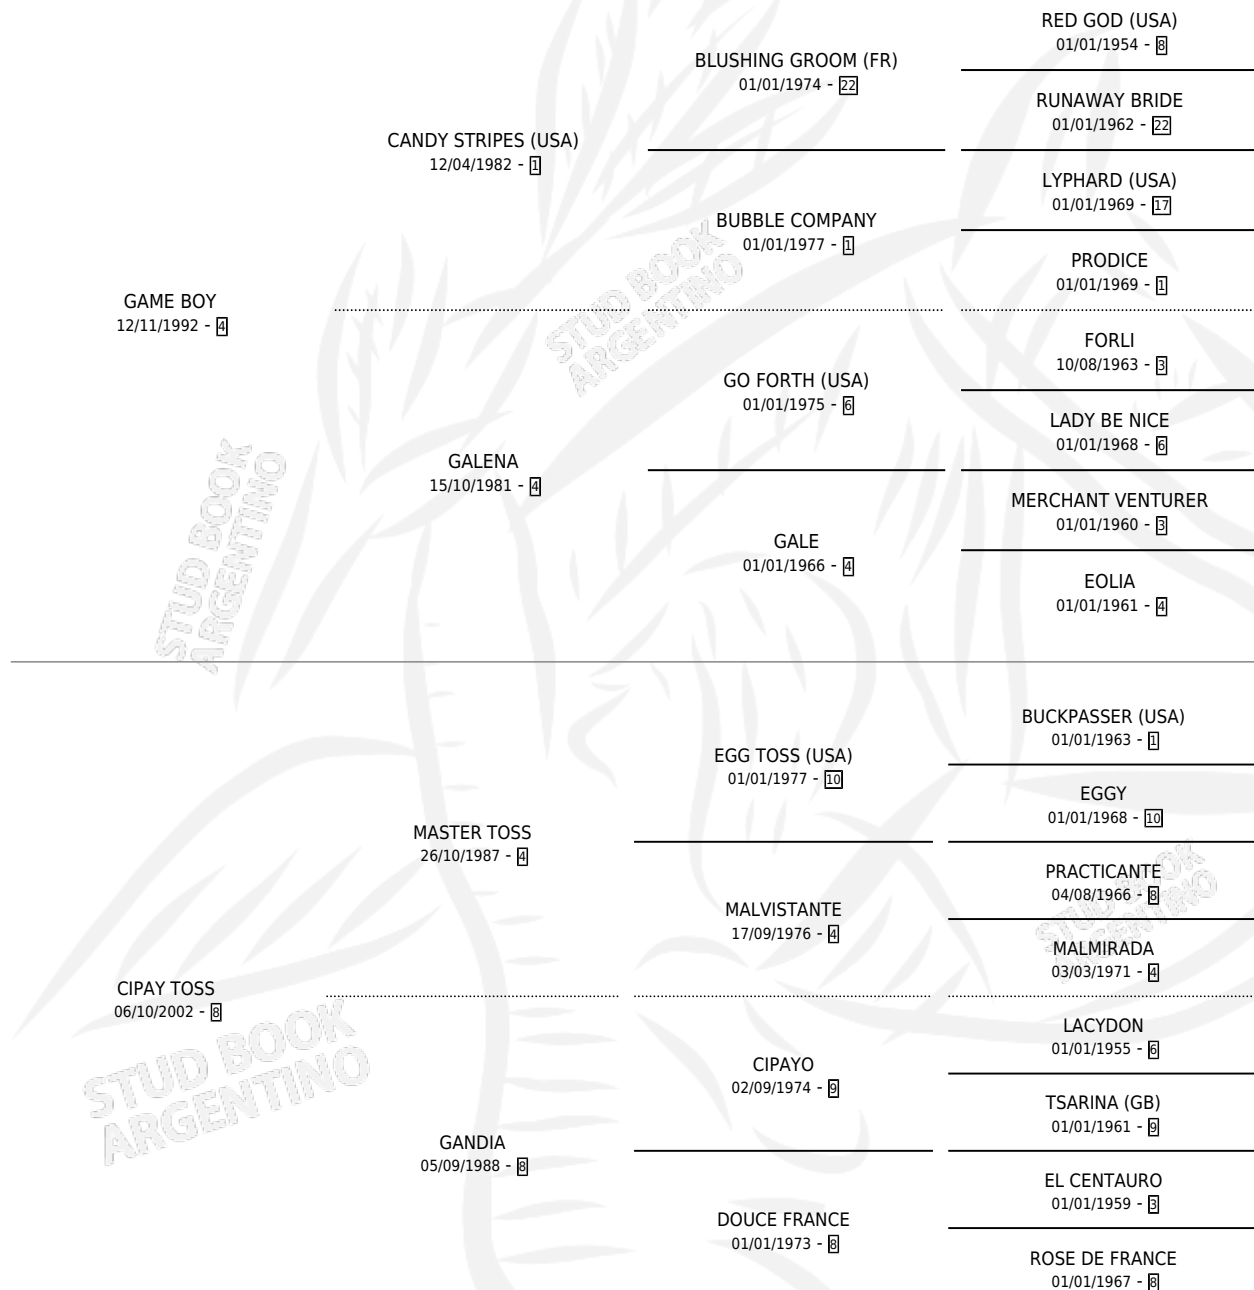 RED GOD (USA)
01/01/1954 - 8
BLUSHING GROOM (FR)
01/01/1974 - 22
RUNAWAY BRIDE
01/01/1962 - 22
CANDY STRIPES (USA)
12/04/1982 - 1
LYPHARD (USA)
01/01/1969 - 17
BUBBLE COMPANY
01/01/1977 - 1
PRODICE
01/01/1969 - 1
GAME BOY
12/11/1992 - 4
FORLI
10/08/1963 - 3
GO FORTH (USA)
01/01/1975 - 6
LADY BE NICE
01/01/1968 - 6
GALENA
15/10/1981 - 4
MERCHANT VENTURER
01/01/1960 - 3
GALE
01/01/1966 - 4
EOLIA
01/01/1961 - 4
STUD BOOK
ARGENTINO
STUD BOOK
ARGENTINO
BUCKPASSER (USA)
01/01/1963 - 1
EGG TOSS (USA)
01/01/1977 - 10
EGGY
01/01/1968 - 10
MASTER TOSS
26/10/1987 - 4
PRACTICANTE
04/08/1966 - 8
MALVISTANTE
17/09/1976 - 4
MALMIRADA
03/03/1971 - 4
CIPAY TOSS
06/10/2002 - 8
LACYDON
01/01/1955 - 6
CIPAYO
02/09/1974 - 9
TSARINA (GB)
01/01/1961 - 9
GANDIA
05/09/1988 - 8
EL CENTAURO
01/01/1959 - 3
DOUCE FRANCE
01/01/1973 - 8
ROSE DE FRANCE
01/01/1967 - 8
STUD BOOK
ARGENTINO
STUD BOOK
ARGENTINO